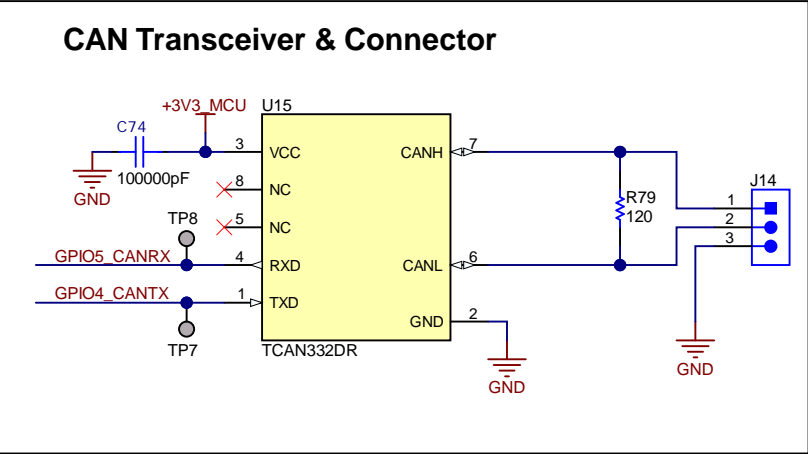 CAN Transceiver & Connector
+3V3_MCU
U15
C74
3
VCC
CANH
7
100000pF
GND
8
NC
J14
R79
120
1
TP8
5
NC
2
3
GPIO5_CANRX
4
RXD
CANL
6
GPIO4_CANTX
1
TXD
GND
2
TP7
TCAN332DR
GND
GND